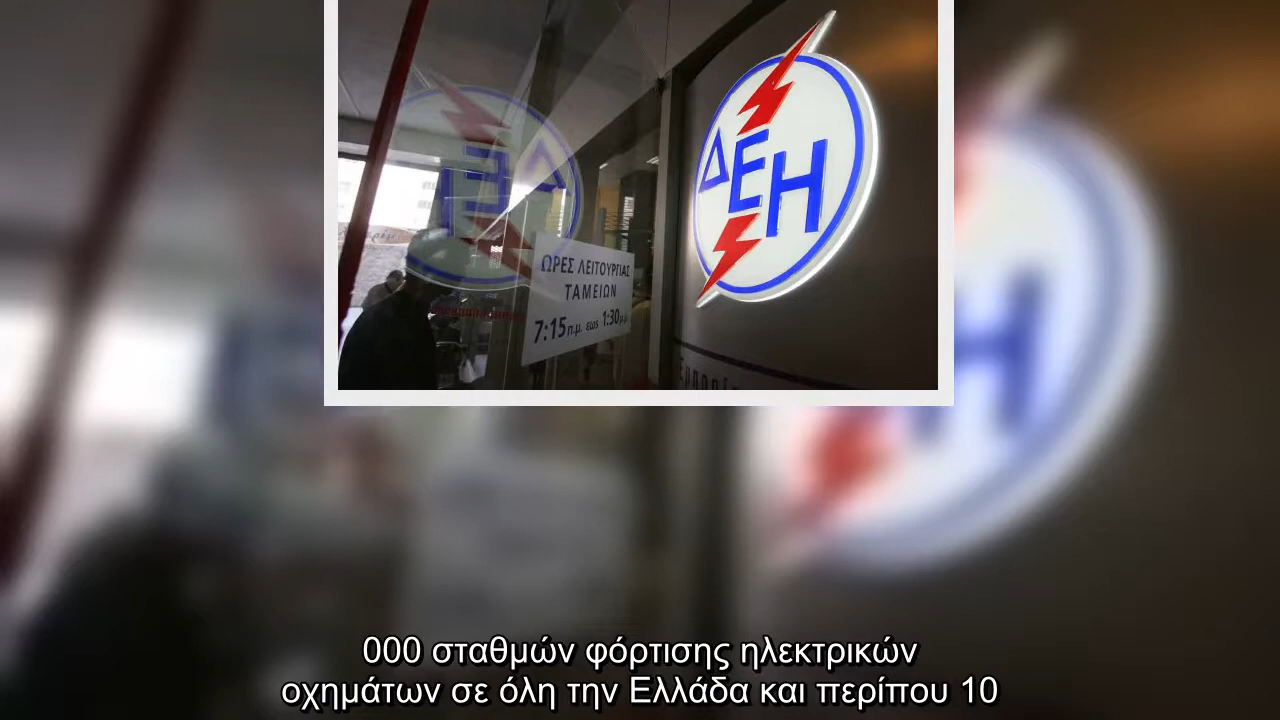 ΔΕΗ
ΩΡΕΣ ΛΕΙΤΟΥΡΓΙΑΣ
ΤΑΜΕΙΩΝ
7:15 π.μ. εως 1:30 μ.μ.
000 σταθμών φόρτισης ηλεκτρικών
οχημάτων σε όλη την Ελλάδα και περίπου 10